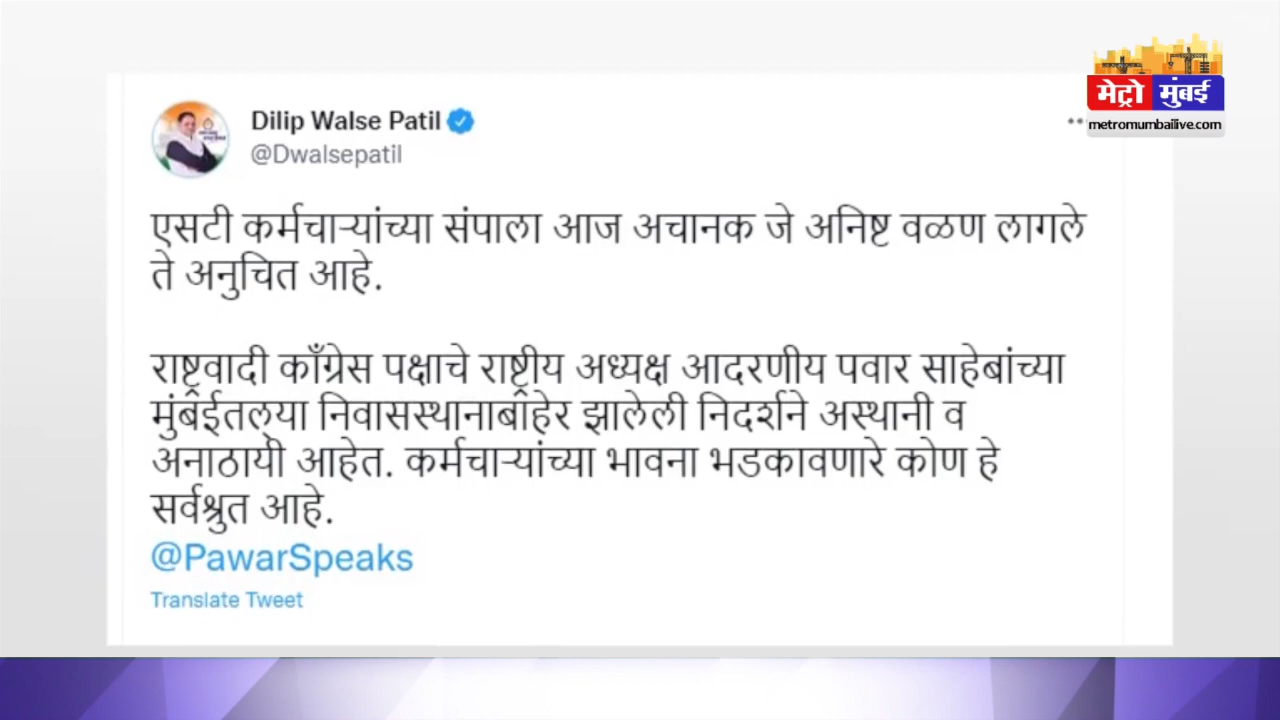 मेट्रो मुंबई
metromumbailive.com
Dilip Walse Patil
@Dwalsepatil
एसटी कर्मचाऱ्यांच्या संपाला आज अचानक जे अनिष्ट वळण लागले
ते अनुचित आहे.
राष्ट्रवादी काँग्रेस पक्षाचे राष्ट्रीय अध्यक्ष आदरणीय पवार साहेबांच्या
मुंबईतल्या निवासस्थानाबाहेर झालेली निदर्शने अस्थानी व
अनाठायी आहेत. कर्मचाऱ्यांच्या भावना भडकावणारे कोण हे
सर्वश्रुत आहे.
@PawarSpeaks
Translate Tweet